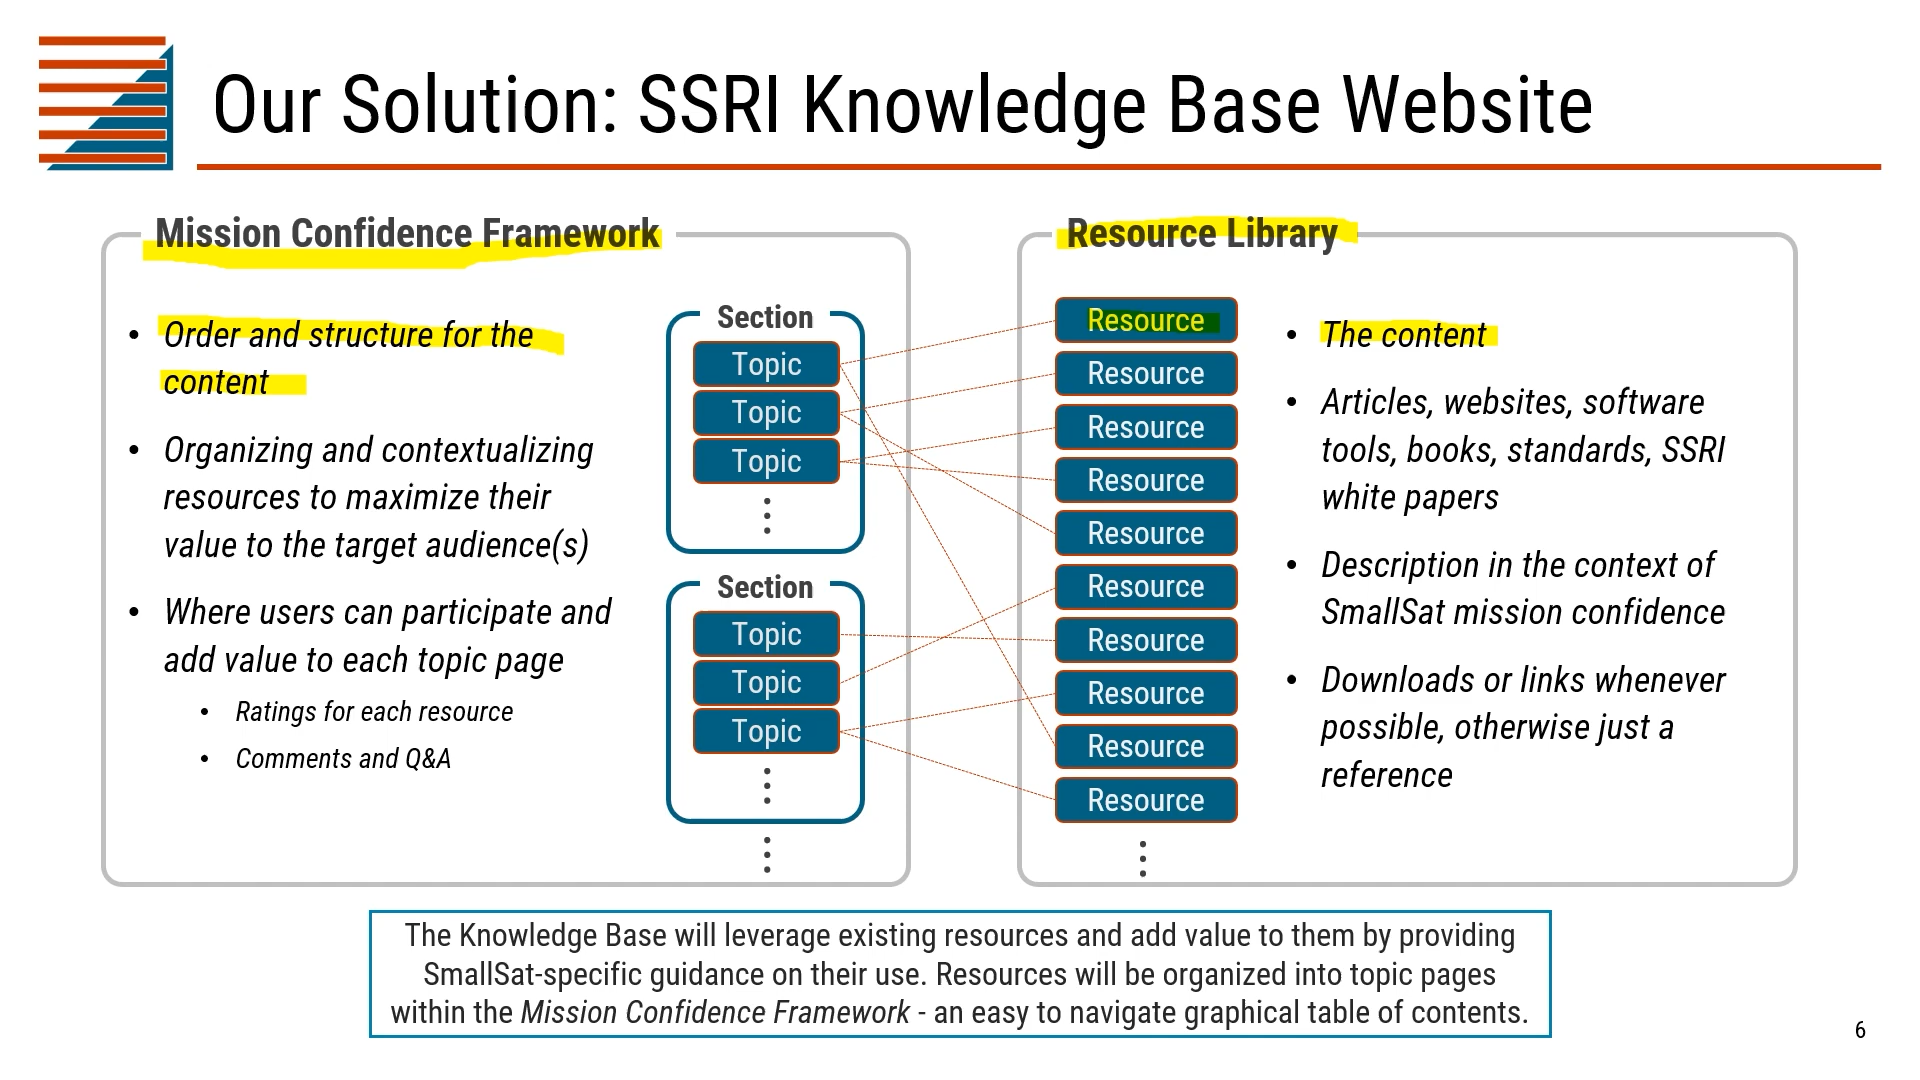 Our Solution: SSRI Knowledge Base Website
Mission Confidence Framework
Order and structure for the
content
Organizing and contextualizing
resources to maximize their
value to the target audience(s)
Where users can participate and
add value to each topic page
Ratings for each resource
Comments and Q&A
Section
Topic
Topic
Topic
Section
Topic
Topic
Topic
Resource Library
Resource
Resource
Resource
Resource
Resource
Resource
Resource
Resource
Resource
Resource
The content
Articles, websites, software
tools, books, standards, SSRI
white papers
Description in the context of
SmallSat mission confidence
Downloads or links whenever
possible, otherwise just a
reference
The Knowledge Base will leverage existing resources and add value to them by providing
SmallSat-specific guidance on their use. Resources will be organized into topic pages
within the Mission Confidence Framework - an easy to navigate graphical table of contents.
6